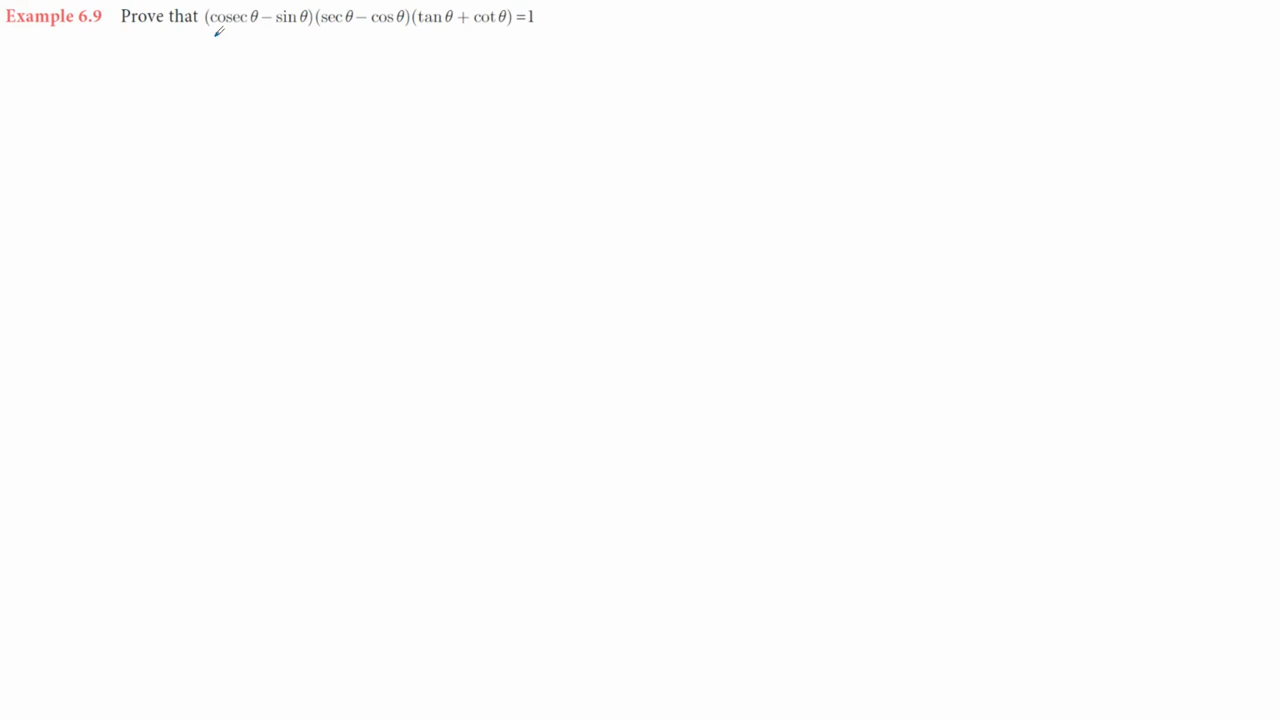 Example 6.9 Prove that (cosec θ − sin θ)(sec θ − cos θ)(tan θ + cot θ) =1